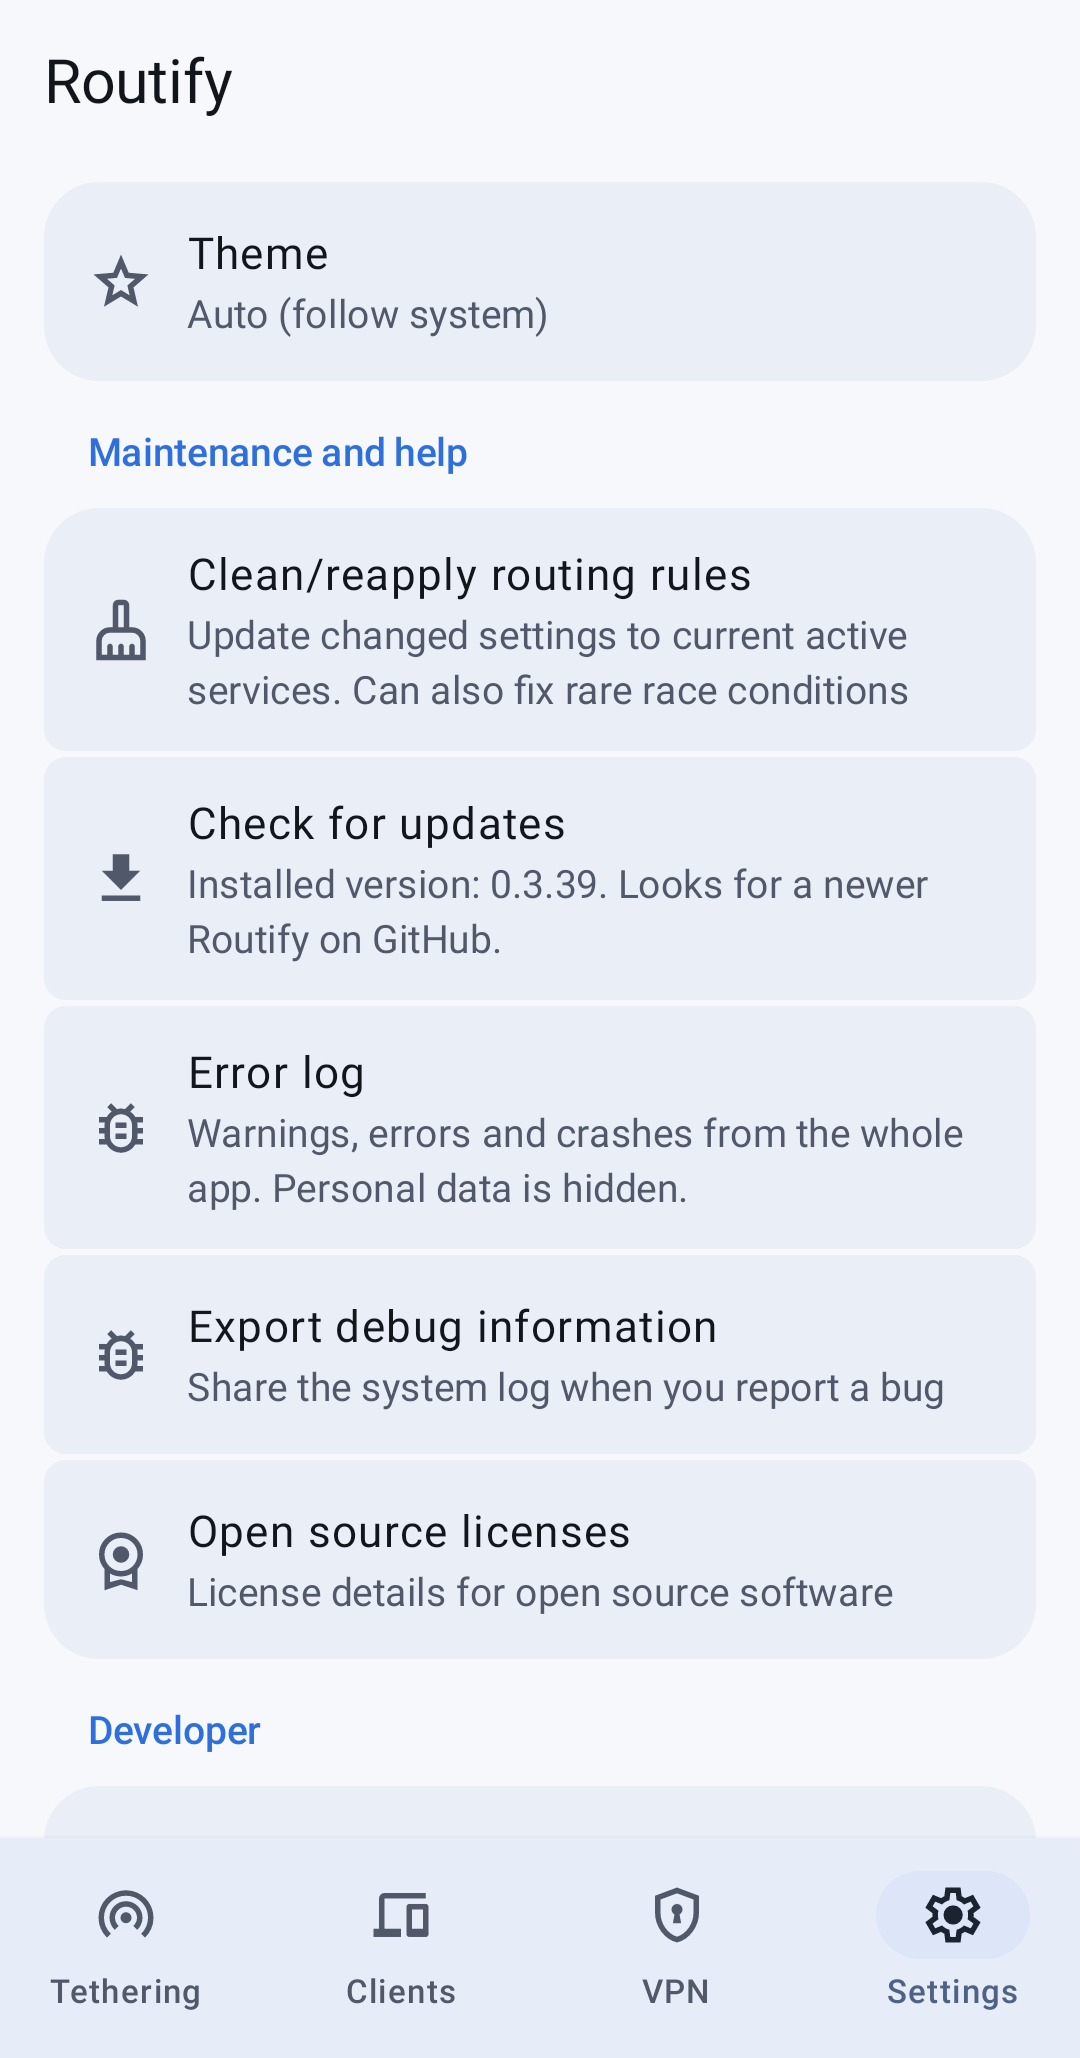 Routify
Theme
Auto (follow system)
Maintenance and help
Clean/reapply routing rules
Update changed settings to current active
services. Can also fix rare race conditions
Check for updates
Installed version: 0.3.39. Looks for a newer
Routify on GitHub.
Error log
Warnings, errors and crashes from the whole
app. Personal data is hidden.
Export debug information
Share the system log when you report a bug
Open source licenses
License details for open source software
Developer
Tethering
Clients
VPN
Settings